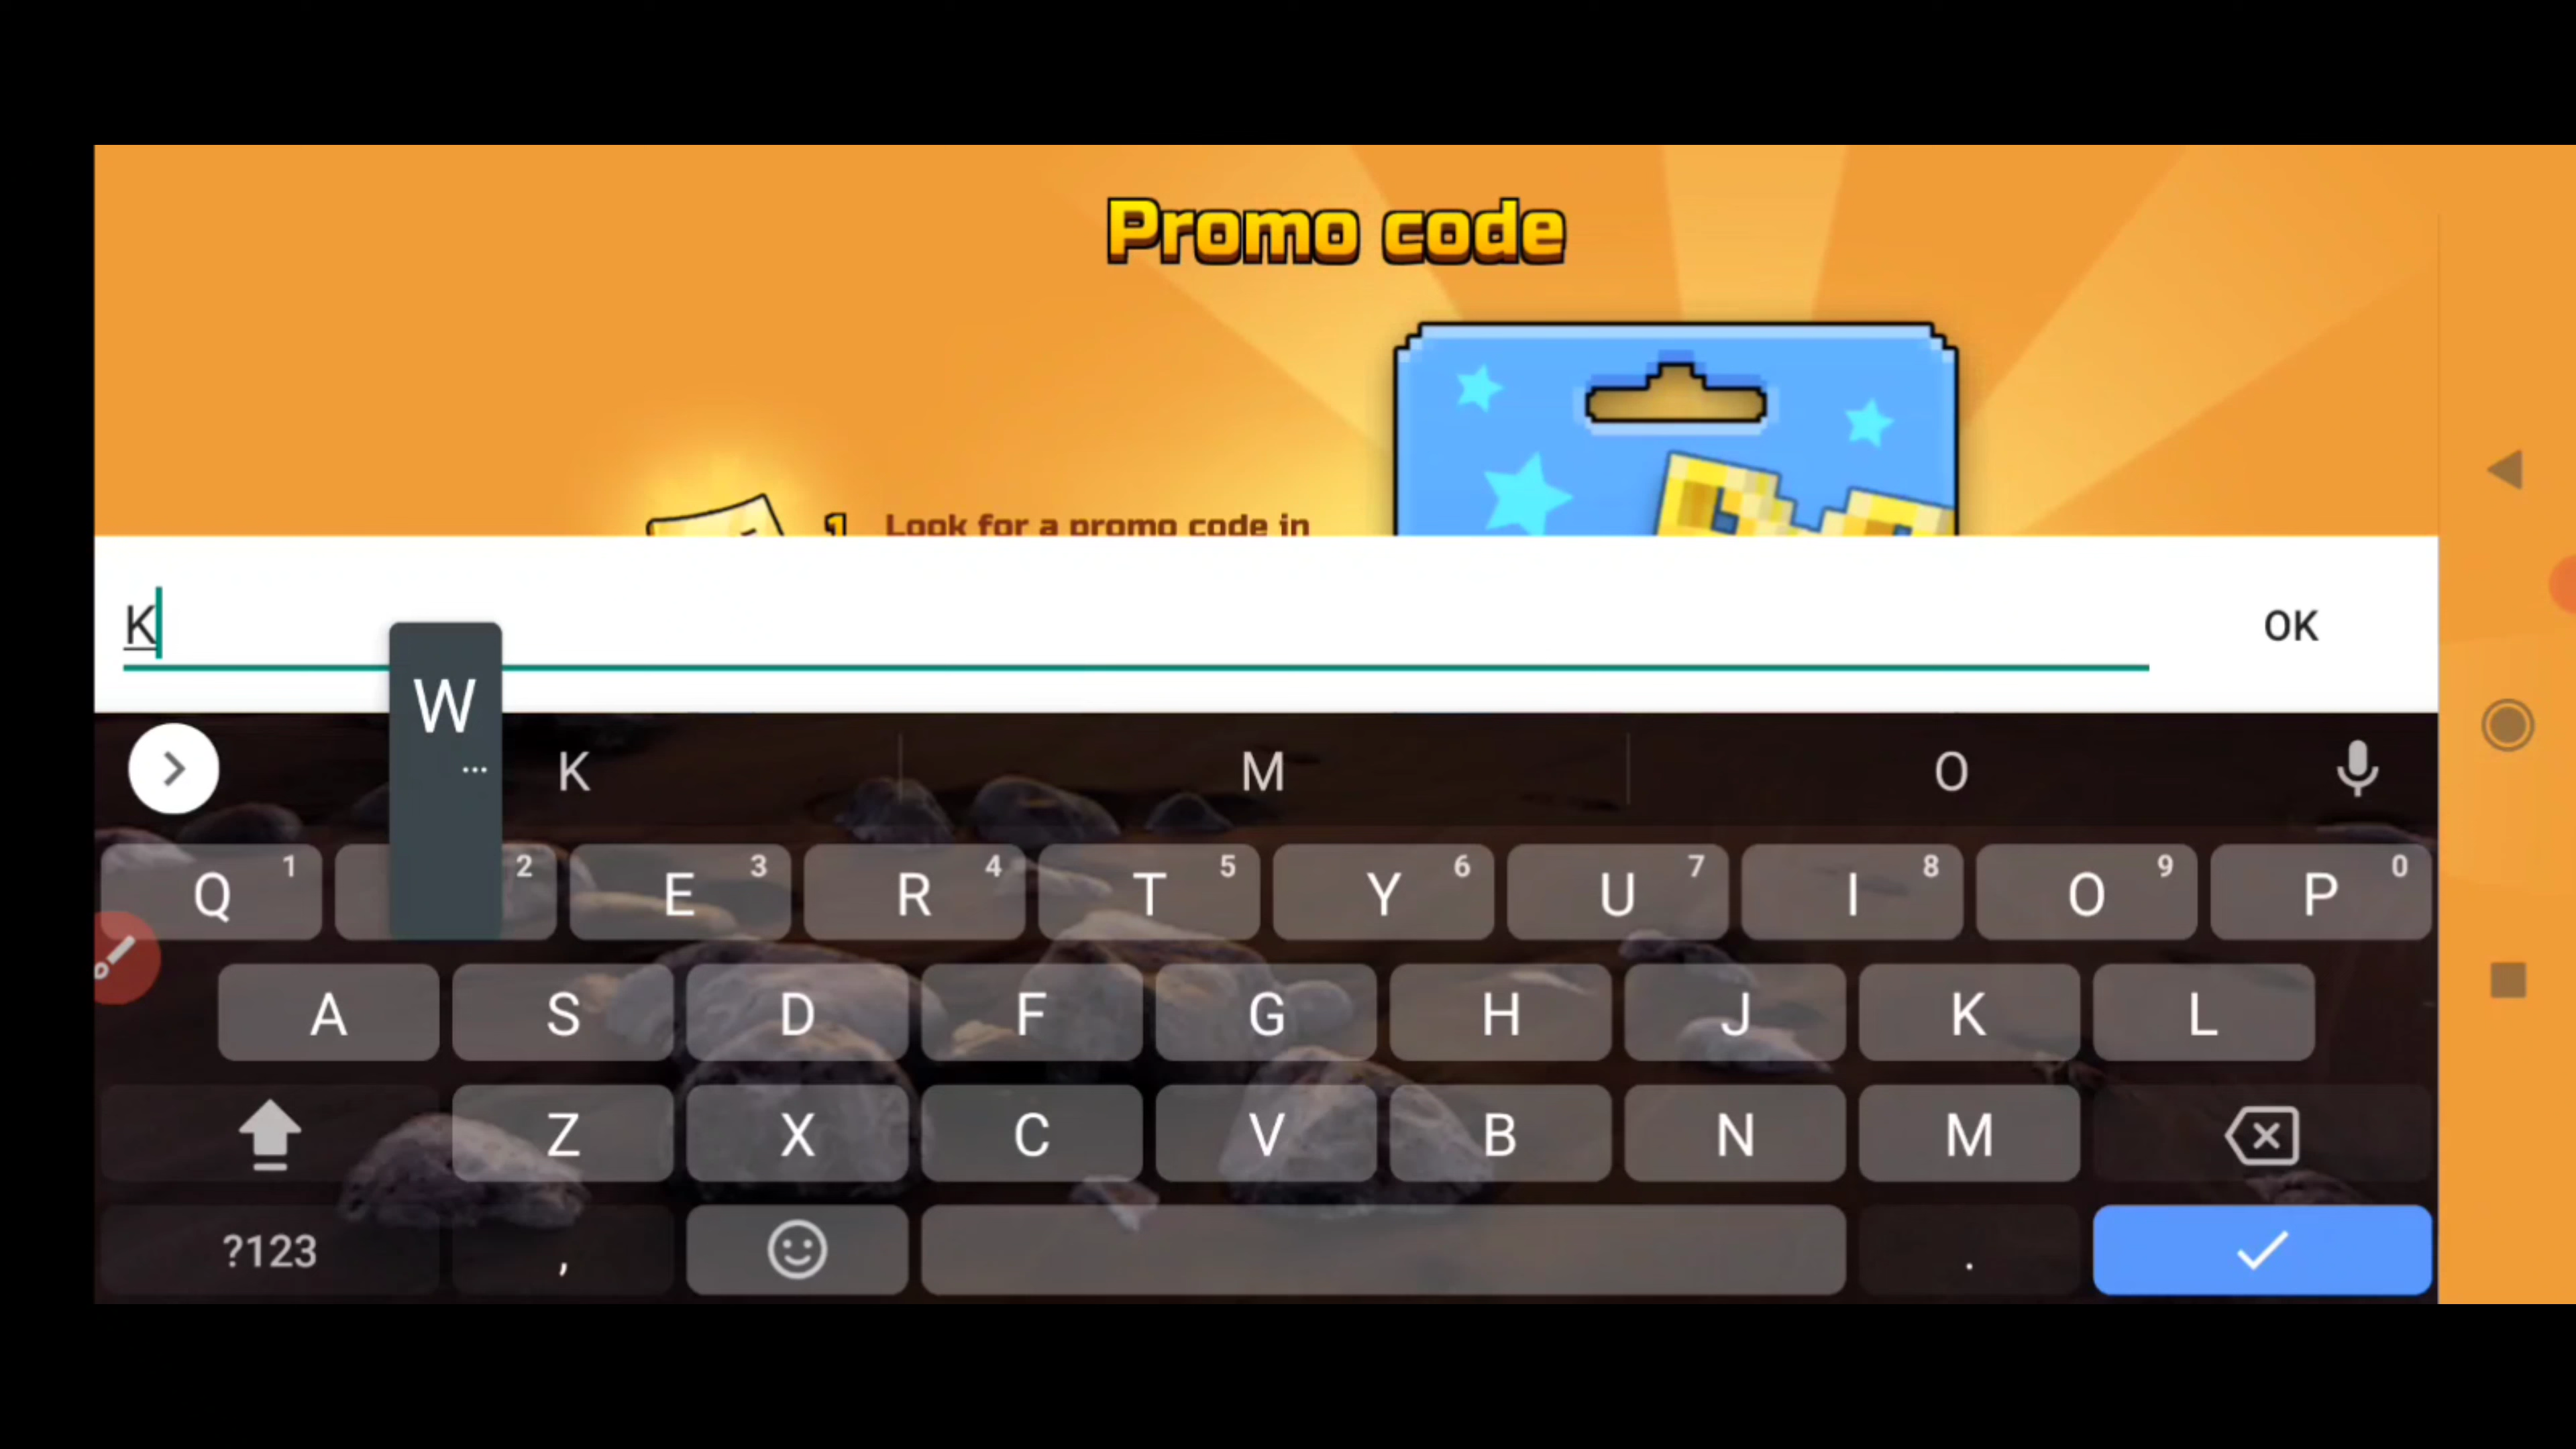 Promo code
1 Look for a promo code in
K
OK
W
...
K M O
Q 1 2 E 3 R 4 T 5 Y 6 U 7 I 8 O 9 P 0
A S D F G H J K L
Z X C V B N M
?123 , .